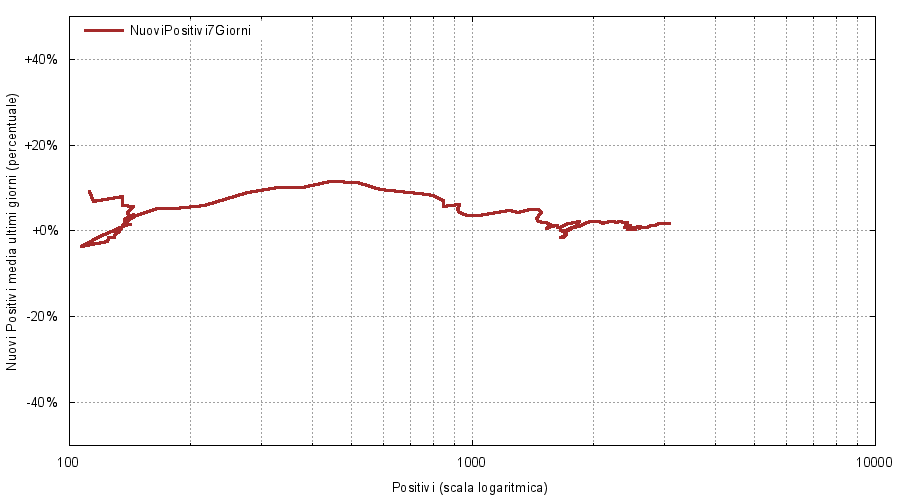 NuoviPositivi7Giorni
+40%
+20%
+0%
-20%
-40%
Nuovi Positivi media ultimi giorni (percentuale)
100 1000 10000
Positivi (scala logaritmica)